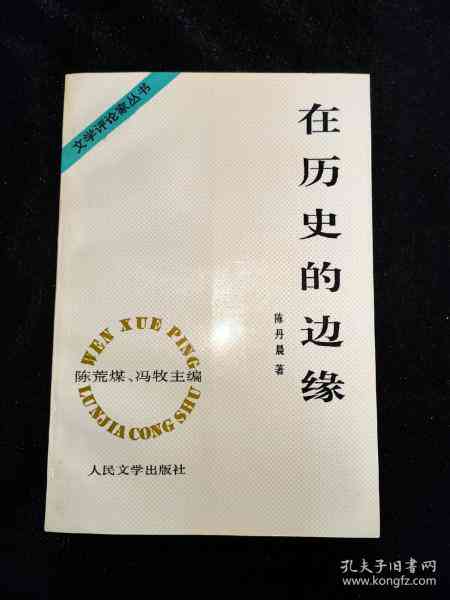 文学评论家丛书
在历史的边缘
陈丹晨 著
WEN XUE PING
陈荒煤、冯牧主编
LUNJIA CONG SHU
人民文学出版社
孔夫子旧书网
www.kongfz.com